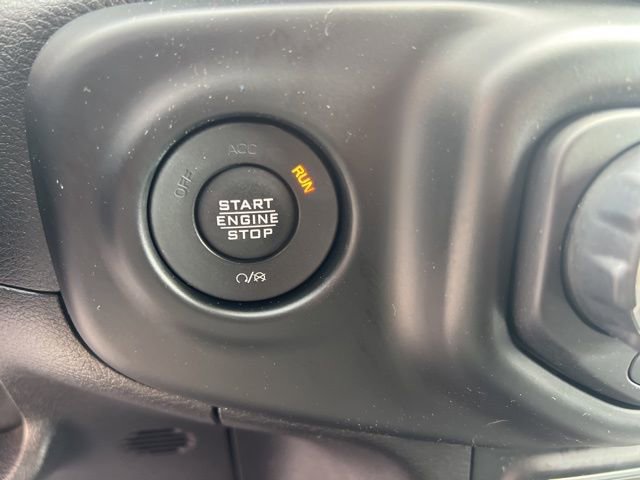 OFF
ACC
RUN
START
ENGINE
STOP